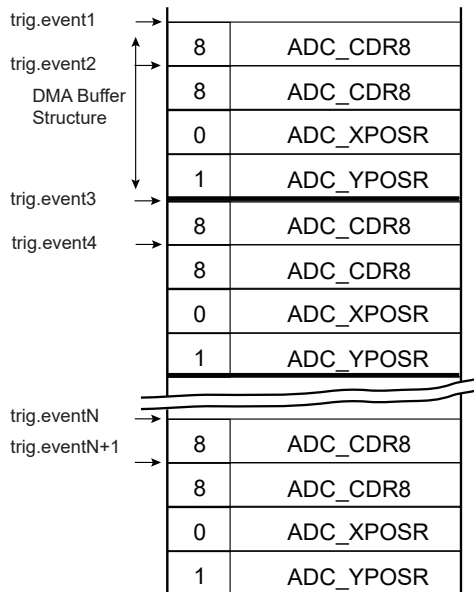 trig.event1
8 ADC_CDR8
trig.event2
8 ADC_CDR8
DMA Buffer
Structure
0 ADC_XPOSR
1 ADC_YPOSR
trig.event3
8 ADC_CDR8
trig.event4
8 ADC_CDR8
0 ADC_XPOSR
1 ADC_YPOSR
trig.eventN
8 ADC_CDR8
trig.eventN+1
8 ADC_CDR8
0 ADC_XPOSR
1 ADC_YPOSR